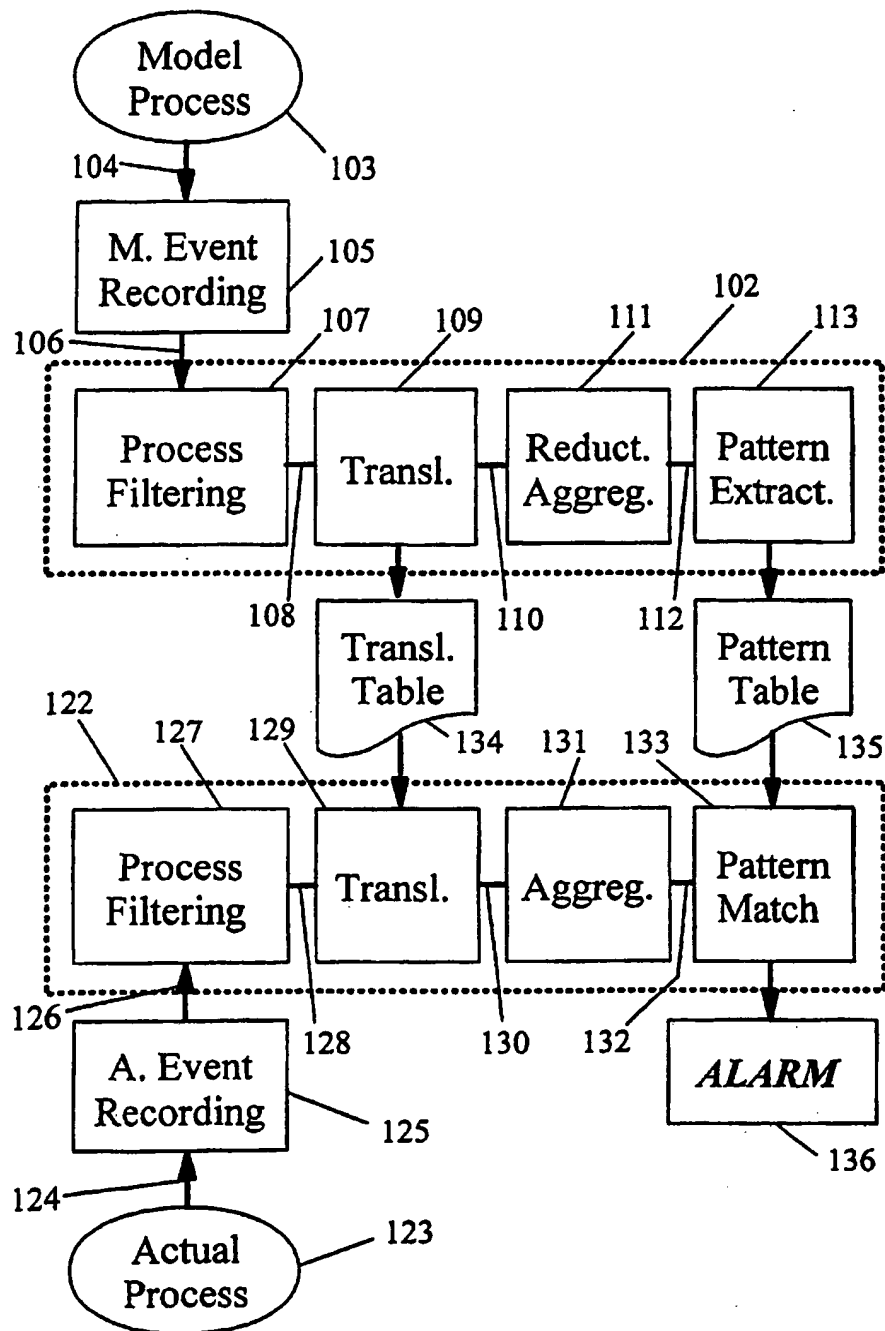 Model
Process
104
103
M. Event
Recording
105
106
107
109
111
102
113
Process
Filtering
Transl.
Reduct.
Aggreg.
Pattern
Extract.
108
110
112
Transl.
Table
Pattern
Table
122
127
129
134
131
133
135
Process
Filtering
Transl.
Aggreg.
Pattern
Match
126
128
130
132
A. Event
Recording
125
ALARM
136
124
Actual
Process
123